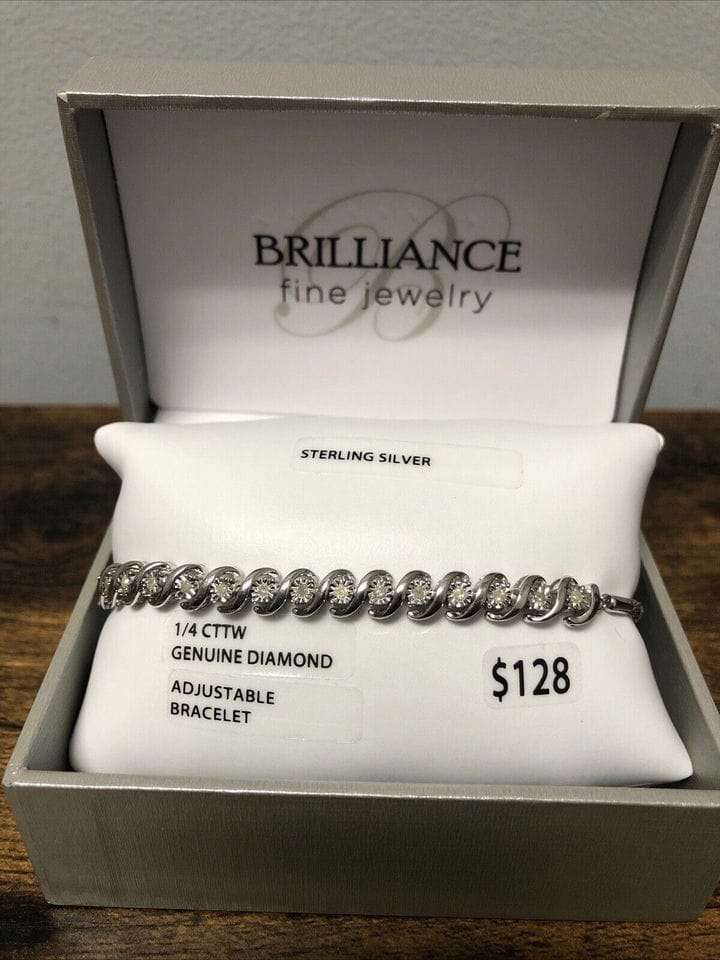 BRILLIANCE
fine jewelry
STERLING SILVER
1/4 CTTW
GENUINE DIAMOND
ADJUSTABLE
BRACELET
$128